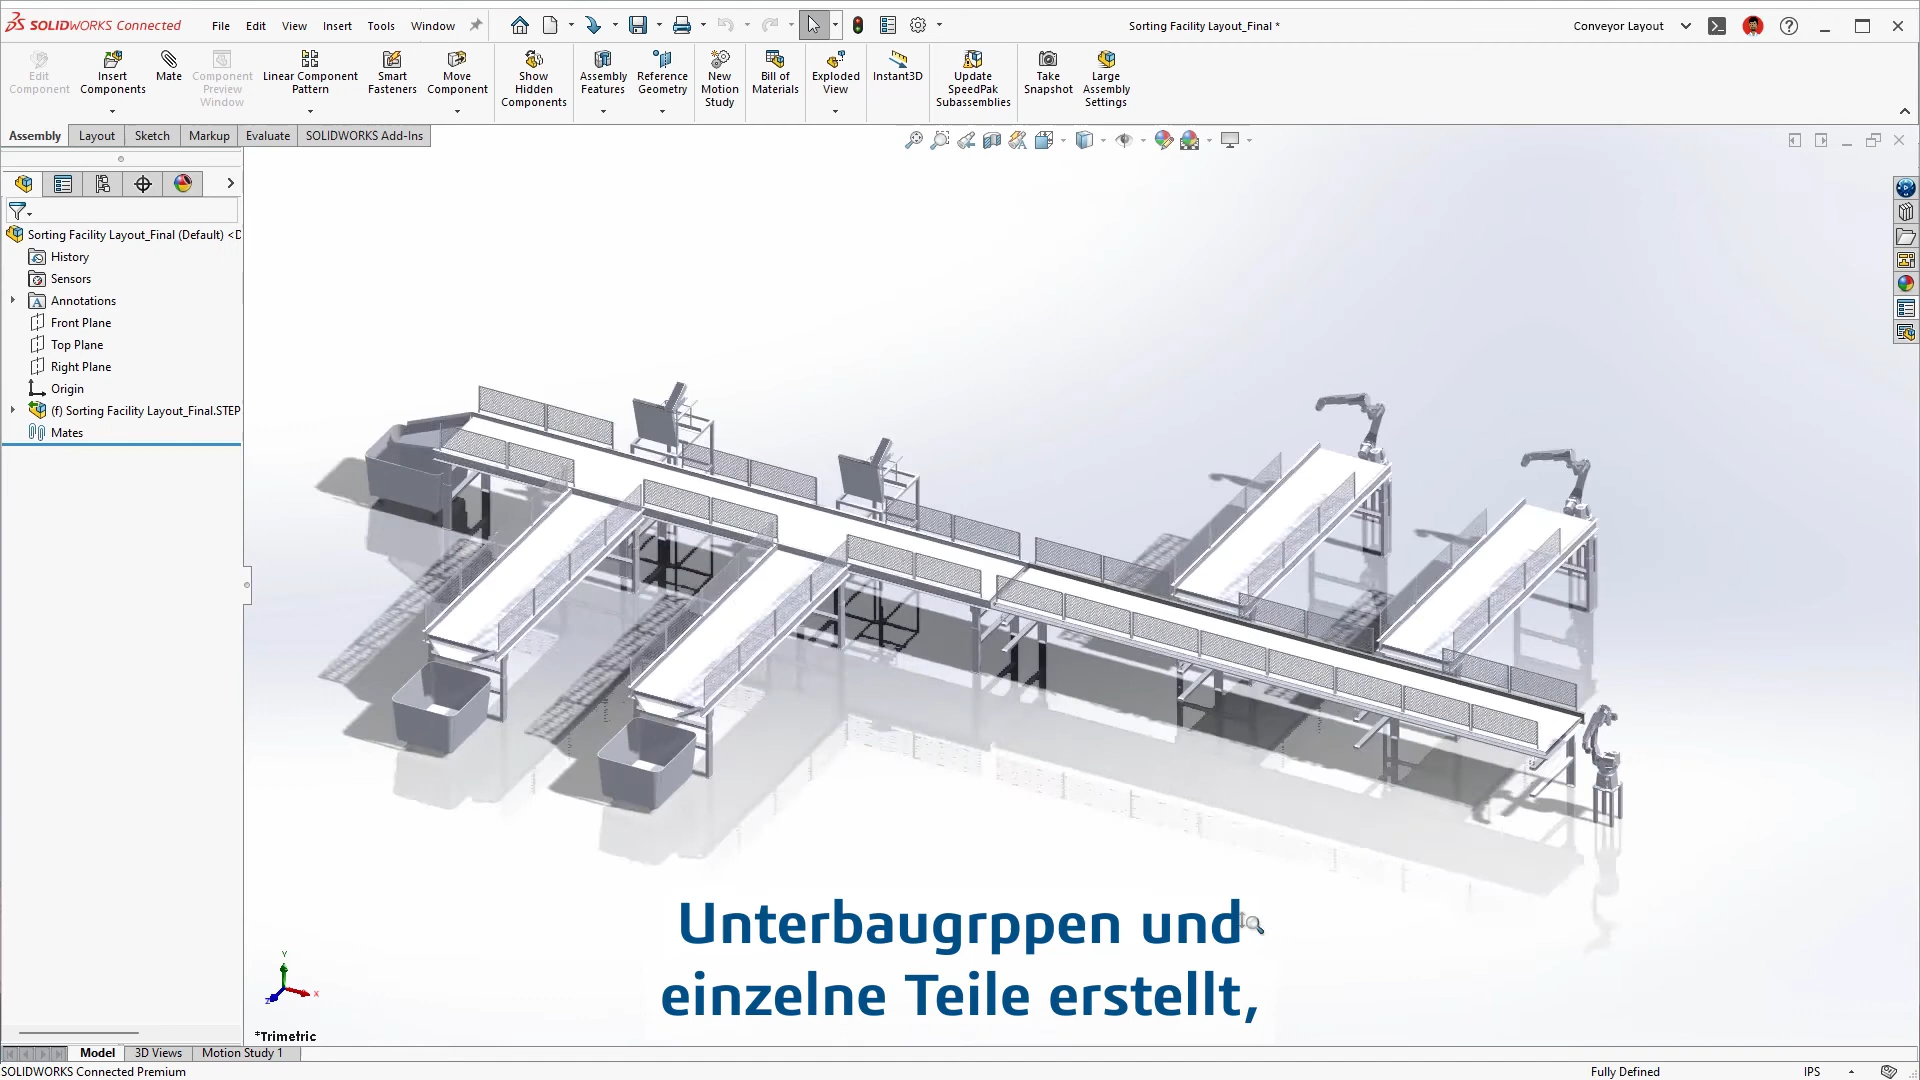 SOLIDWORKS Connected
File Edit View Insert Tools Window
Sorting Facility Layout_Final *
Conveyor Layout
Edit Component
Insert Components
Mate
Component Preview Window
Linear Component Pattern
Smart Fasteners
Move Component
Show Hidden Components
Assembly Features
Reference Geometry
New Motion Study
Bill of Materials
Exploded View
Instant3D
Update SpeedPak Subassemblies
Take Snapshot
Large Assembly Settings
Assembly Layout Sketch Markup Evaluate SOLIDWORKS Add-Ins
Sorting Facility Layout_Final (Default) <D
History
Sensors
Annotations
Front Plane
Top Plane
Right Plane
Origin
(f) Sorting Facility Layout_Final.STEP
Mates
Unterbaugrppen und
einzelne Teile erstellt,
Y
X
Z
*Trimetric
Model 3D Views Motion Study 1
SOLIDWORKS Connected Premium
Fully Defined
IPS